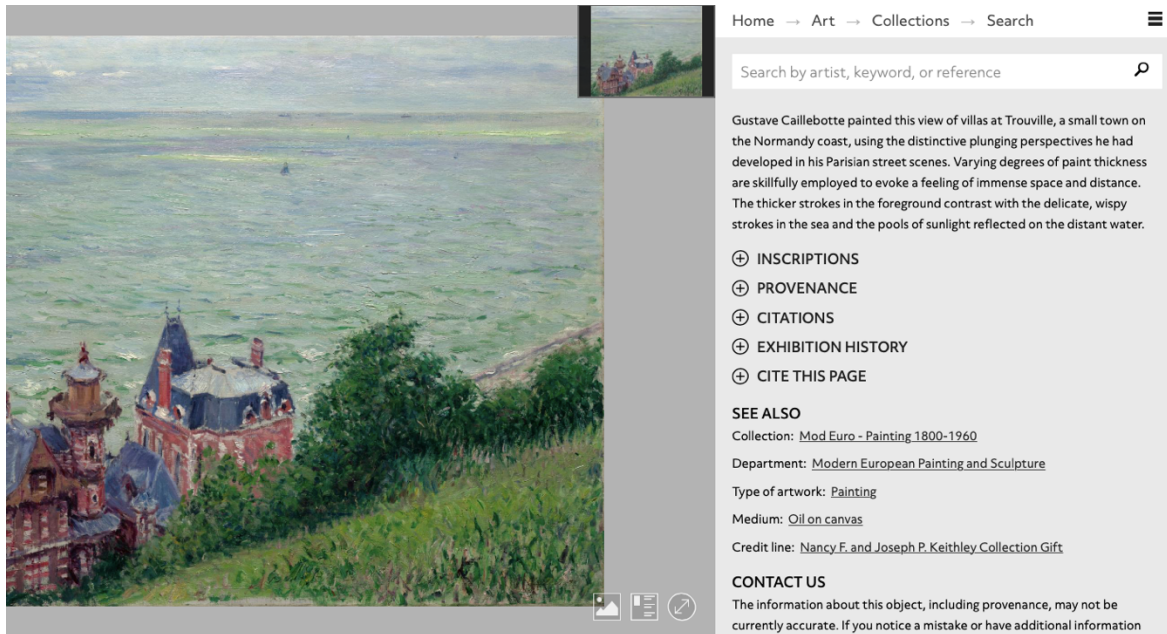 Home → Art → Collections → Search
Search by artist, keyword, or reference
Gustave Caillebotte painted this view of villas at Trouville, a small town on
the Normandy coast, using the distinctive plunging perspectives he had
developed in his Parisian street scenes. Varying degrees of paint thickness
are skillfully employed to evoke a feeling of immense space and distance.
The thicker strokes in the foreground contrast with the delicate, wispy
strokes in the sea and the pools of sunlight reflected on the distant water.
INSCRIPTIONS
PROVENANCE
CITATIONS
EXHIBITION HISTORY
CITE THIS PAGE
SEE ALSO
Collection: Mod Euro - Painting 1800-1960
Department: Modern European Painting and Sculpture
Type of artwork: Painting
Medium: Oil on canvas
Credit line: Nancy F. and Joseph P. Keithley Collection Gift
CONTACT US
The information about this object, including provenance, may not be
currently accurate. If you notice a mistake or have additional information